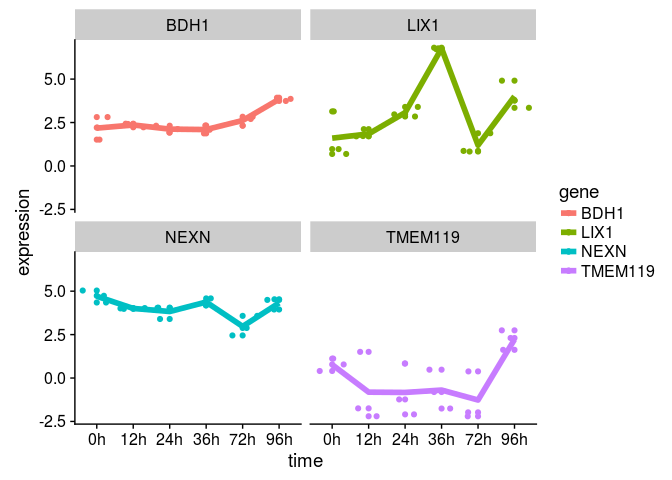 BDH1
LIX1
5.0
2.5
0.0
-2.5
NEXN
TMEM119
5.0
2.5
0.0
-2.5
expression
0h 12h 24h 36h 72h 96h
0h 12h 24h 36h 72h 96h
time
gene
BDH1
LIX1
NEXN
TMEM119